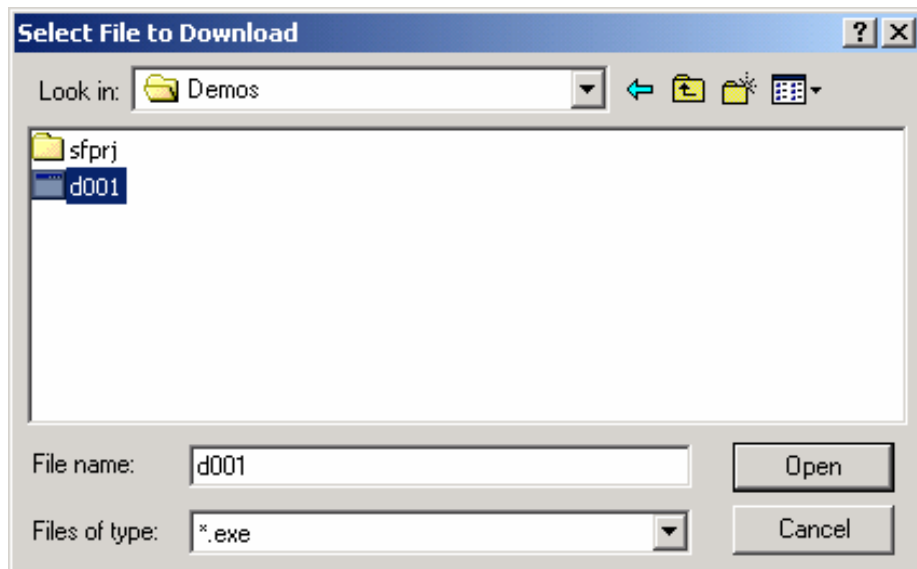 Select File to Download
Look in: Demos
sfprj
d001
File name: d001 Open
Files of type: *.exe Cancel